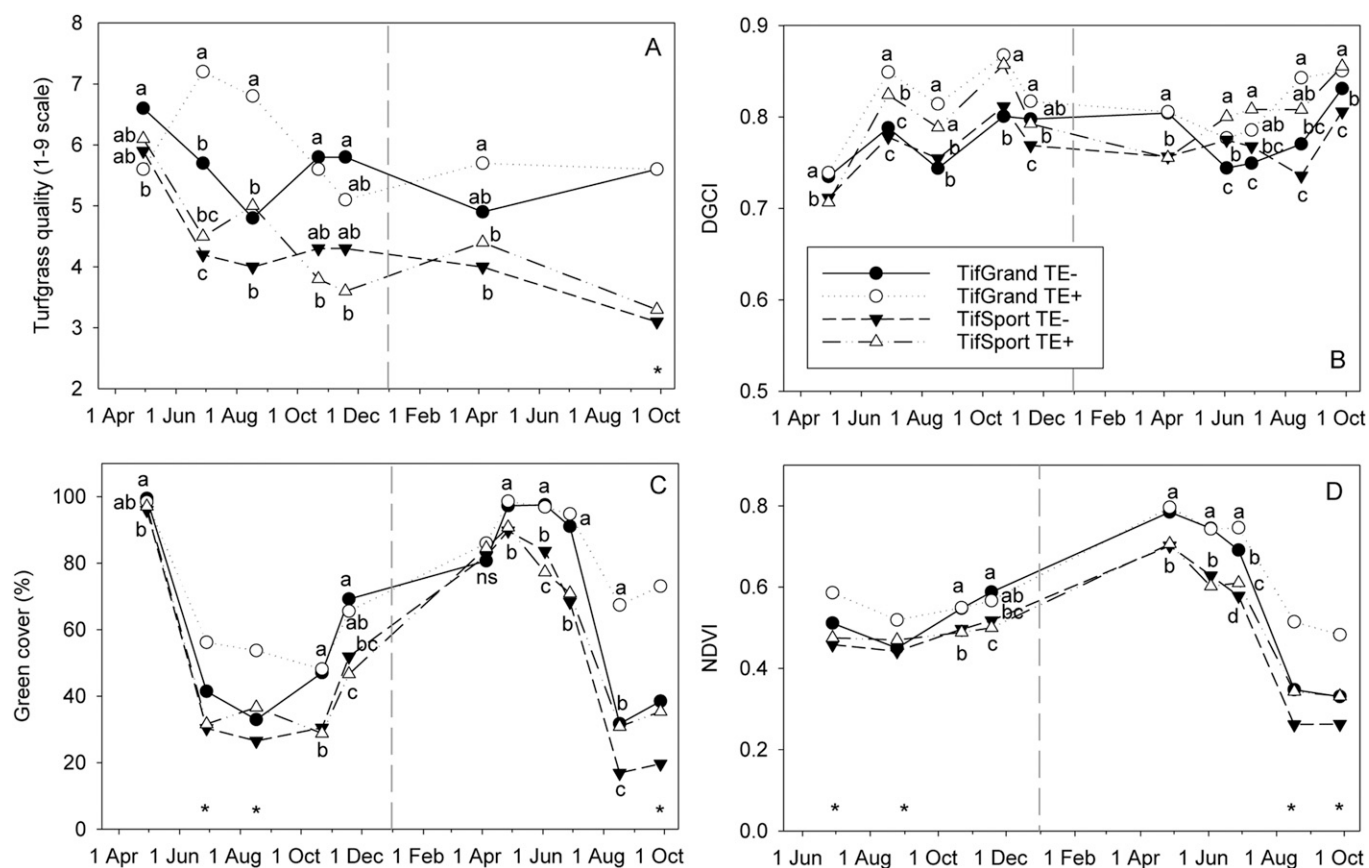 A
Turfgrass quality (1-9 scale)
8
7
6
5
4
3
2
a
ab
ab
b
a
b
bc
c
a
b
b
a
ab
b
a
ab
ab
b
a
ab
b
b
*
1 Apr 1 Jun 1 Aug 1 Oct 1 Dec 1 Feb 1 Apr 1 Jun 1 Aug 1 Oct
B
DGCI
0.9
0.8
0.7
0.6
0.5
a
b
a
b
c
c
a
a
b
b
a
b
a
ab
b
c
a
b
a
b
c
a
ab
bc
c
a
ab
bc
c
a
b
c
TifGrand TE-
TifGrand TE+
TifSport TE-
TifSport TE+
1 Apr 1 Jun 1 Aug 1 Oct 1 Dec 1 Feb 1 Apr 1 Jun 1 Aug 1 Oct
C
Green cover (%)
100
80
60
40
20
0
a
ab
b
*
*
a
b
a
ab
bc
c
ns
a
b
a
b
c
a
b
a
b
c
*
1 Apr 1 Jun 1 Aug 1 Oct 1 Dec 1 Feb 1 Apr 1 Jun 1 Aug 1 Oct
D
NDVI
0.8
0.6
0.4
0.2
0.0
*
*
a
b
a
ab
bc
c
a
b
a
b
a
b
c
d
*
*
1 Jun 1 Aug 1 Oct 1 Dec 1 Feb 1 Apr 1 Jun 1 Aug 1 Oct